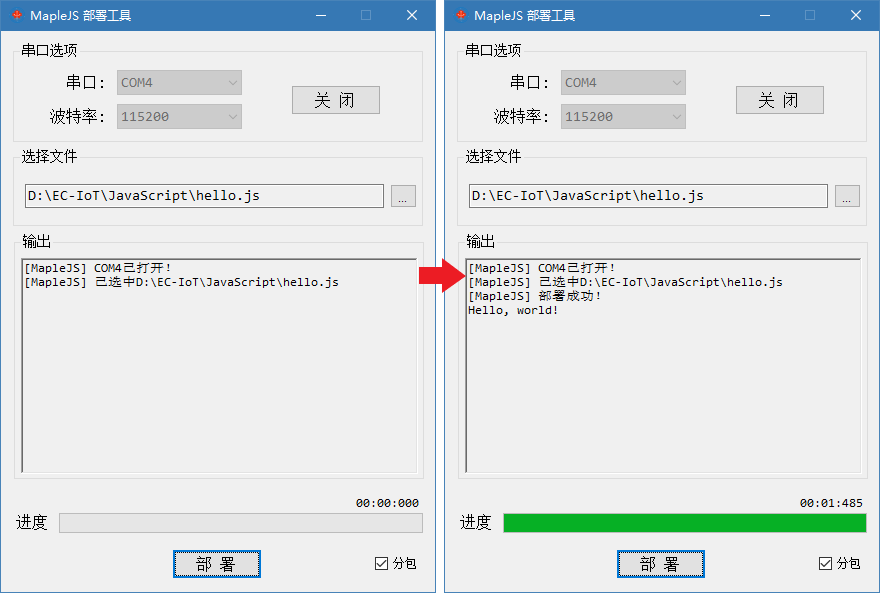 MapleJS 部署工具
串口选项
串口：
COM4
波特率：
115200
关 闭
选择文件
D:\EC-IoT\JavaScript\hello.js
...
输出
[MapleJS] COM4已打开!
[MapleJS] 已选中D:\EC-IoT\JavaScript\hello.js
00:00:000
进度
部 署
分包
MapleJS 部署工具
串口选项
串口：
COM4
波特率：
115200
关 闭
选择文件
D:\EC-IoT\JavaScript\hello.js
...
输出
[MapleJS] COM4已打开!
[MapleJS] 已选中D:\EC-IoT\JavaScript\hello.js
[MapleJS] 部署成功!
Hello, world!
00:01:485
进度
部 署
分包